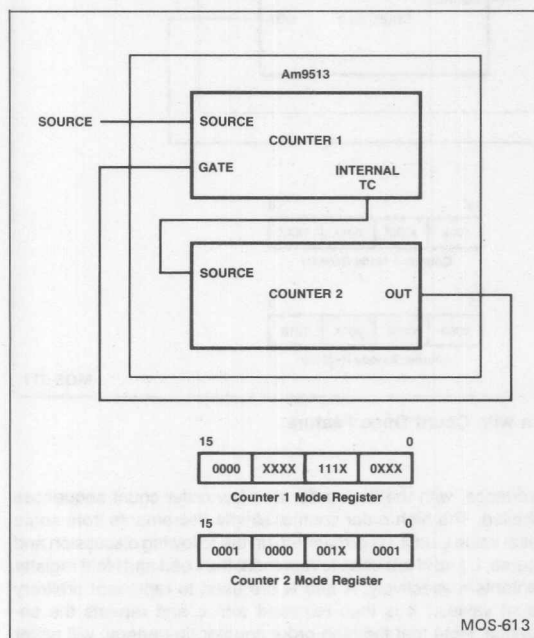 Am9513
SOURCE SOURCE
COUNTER 1
GATE
INTERNAL
TC
SOURCE
COUNTER 2 OUT
15 0
0000 XXXX 111X 0XXX
Counter 1 Mode Register
15
0001 0000 001X 0001
Counter 2 Mode Register
MOS-613